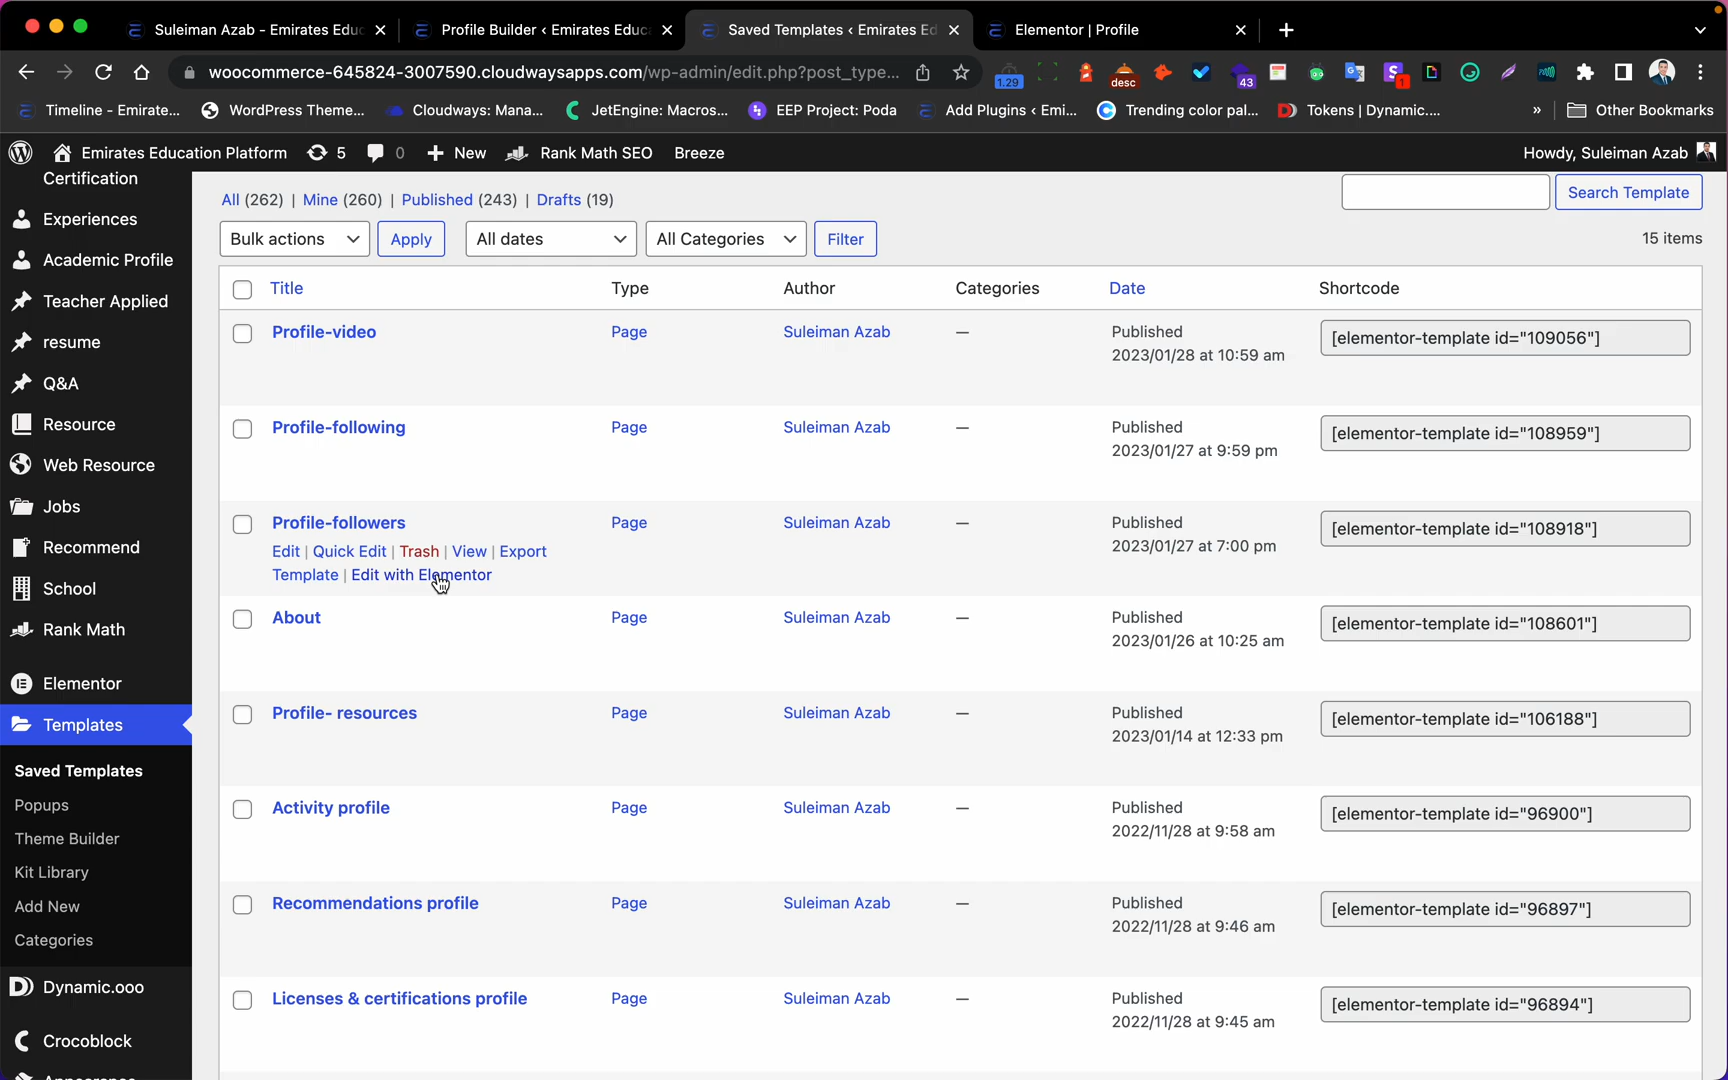 Suleiman Azab - Emirates Educ
Profile Builder ‹ Emirates Educa
Saved Templates ‹ Emirates Ed
Elementor | Profile
woocommerce-645824-3007590.cloudwaysapps.com/wp-admin/edit.php?post_type...
1.29
desc
43
1
Timeline - Emirate...
WordPress Theme...
Cloudways: Mana...
JetEngine: Macros...
EEP Project: Poda
Add Plugins ‹ Emi...
Trending color pal...
Tokens | Dynamic....
»
Other Bookmarks
Emirates Education Platform
5
0
New
Rank Math SEO
Breeze
Howdy, Suleiman Azab
Certification
Experiences
Academic Profile
Teacher Applied
resume
Q&A
Resource
Web Resource
Jobs
Recommend
School
Rank Math
Elementor
Templates
Saved Templates
Popups
Theme Builder
Kit Library
Add New
Categories
Dynamic.ooo
Crocoblock
All (262) | Mine (260) | Published (243) | Drafts (19)
Search Template
Bulk actions
Apply
All dates
All Categories
Filter
15 items
Title Type Author Categories Date Shortcode
Profile-video Page Suleiman Azab — Published [elementor-template id="109056"]
2023/01/28 at 10:59 am
Profile-following Page Suleiman Azab — Published [elementor-template id="108959"]
2023/01/27 at 9:59 pm
Profile-followers Page Suleiman Azab — Published [elementor-template id="108918"]
2023/01/27 at 7:00 pm
Edit | Quick Edit | Trash | View | Export
Template | Edit with Elementor
About Page Suleiman Azab — Published [elementor-template id="108601"]
2023/01/26 at 10:25 am
Profile- resources Page Suleiman Azab — Published [elementor-template id="106188"]
2023/01/14 at 12:33 pm
Activity profile Page Suleiman Azab — Published [elementor-template id="96900"]
2022/11/28 at 9:58 am
Recommendations profile Page Suleiman Azab — Published [elementor-template id="96897"]
2022/11/28 at 9:46 am
Licenses & certifications profile Page Suleiman Azab — Published [elementor-template id="96894"]
2022/11/28 at 9:45 am